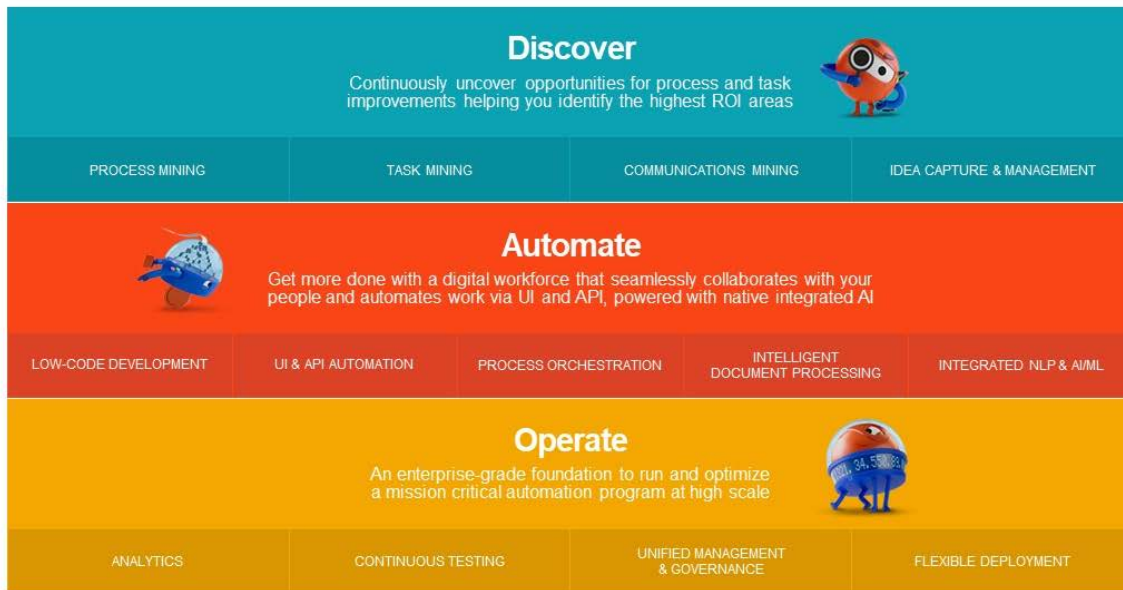 Discover
Continuously uncover opportunities for process and task
improvements helping you identify the highest ROI areas
PROCESS MINING
TASK MINING
COMMUNICATIONS MINING
IDEA CAPTURE & MANAGEMENT
Automate
Get more done with a digital workforce that seamlessly collaborates with your
people and automates work via UI and API, powered with native integrated AI
LOW-CODE DEVELOPMENT
UI & API AUTOMATION
PROCESS ORCHESTRATION
INTELLIGENT
DOCUMENT PROCESSING
INTEGRATED NLP & AI/ML
Operate
An enterprise-grade foundation to run and optimize
a mission critical automation program at high scale
ANALYTICS
CONTINUOUS TESTING
UNIFIED MANAGEMENT
& GOVERNANCE
FLEXIBLE DEPLOYMENT